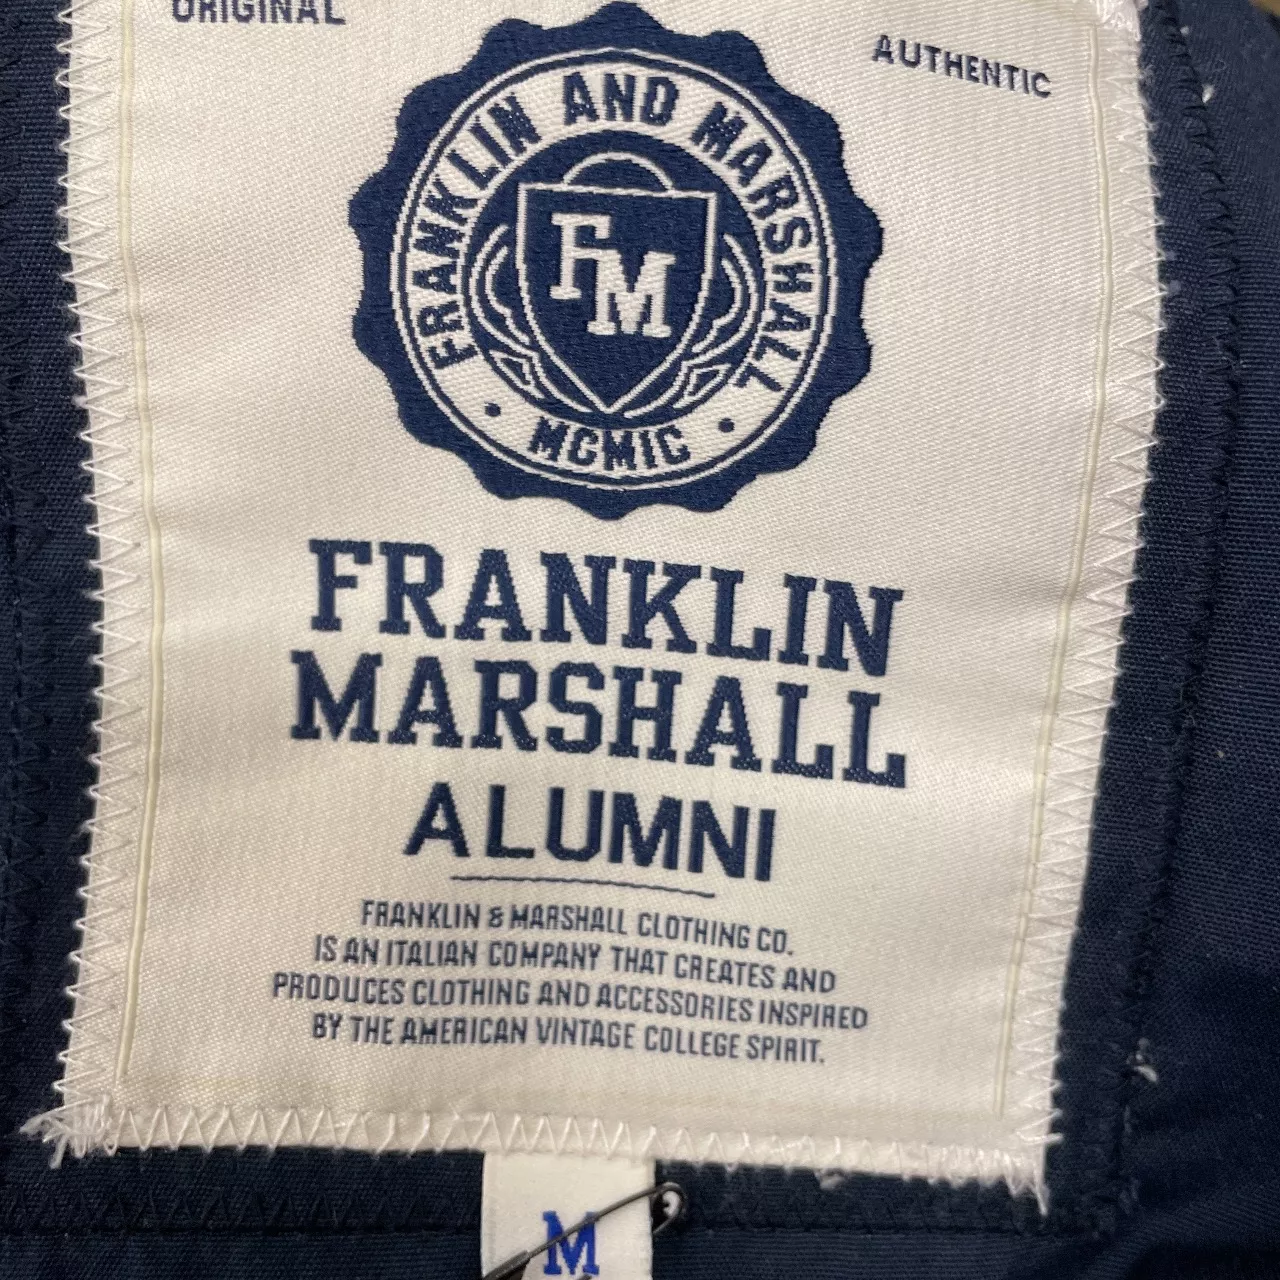 ORIGINAL
AUTHENTIC
FRANKLIN AND MARSHALL
FM
MCMIC
FRANKLIN
MARSHALL
ALUMNI
FRANKLIN & MARSHALL CLOTHING CO.
IS AN ITALIAN COMPANY THAT CREATES AND
PRODUCES CLOTHING AND ACCESSORIES INSPIRED
BY THE AMERICAN VINTAGE COLLEGE SPIRIT.
M